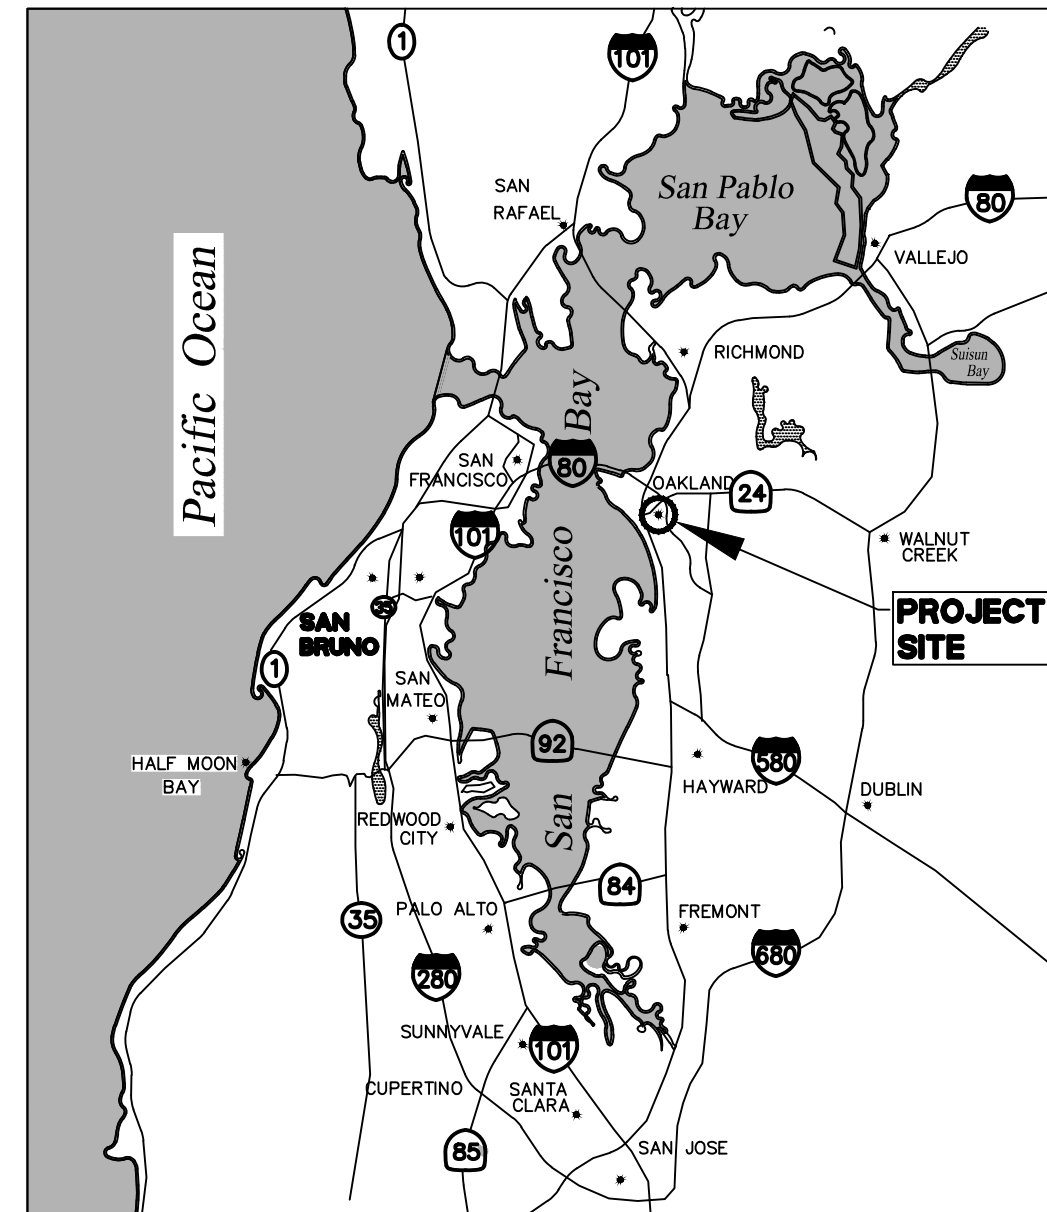 1
101
San Pablo
Bay
80
SAN
RAFAEL
VALLEJO
Pacific Ocean
RICHMOND
Suisun
Bay
San Francisco Bay
SAN
FRANCISCO
80
OAKLAND
24
101
WALNUT
CREEK
35
SAN
BRUNO
PROJECT
SITE
1
SAN
MATEO
92
HALF MOON
BAY
580
HAYWARD
DUBLIN
REDWOOD
CITY
84
35
PALO ALTO
FREMONT
280
680
SUNNYVALE
101
CUPERTINO
SANTA
CLARA
85
SAN JOSE